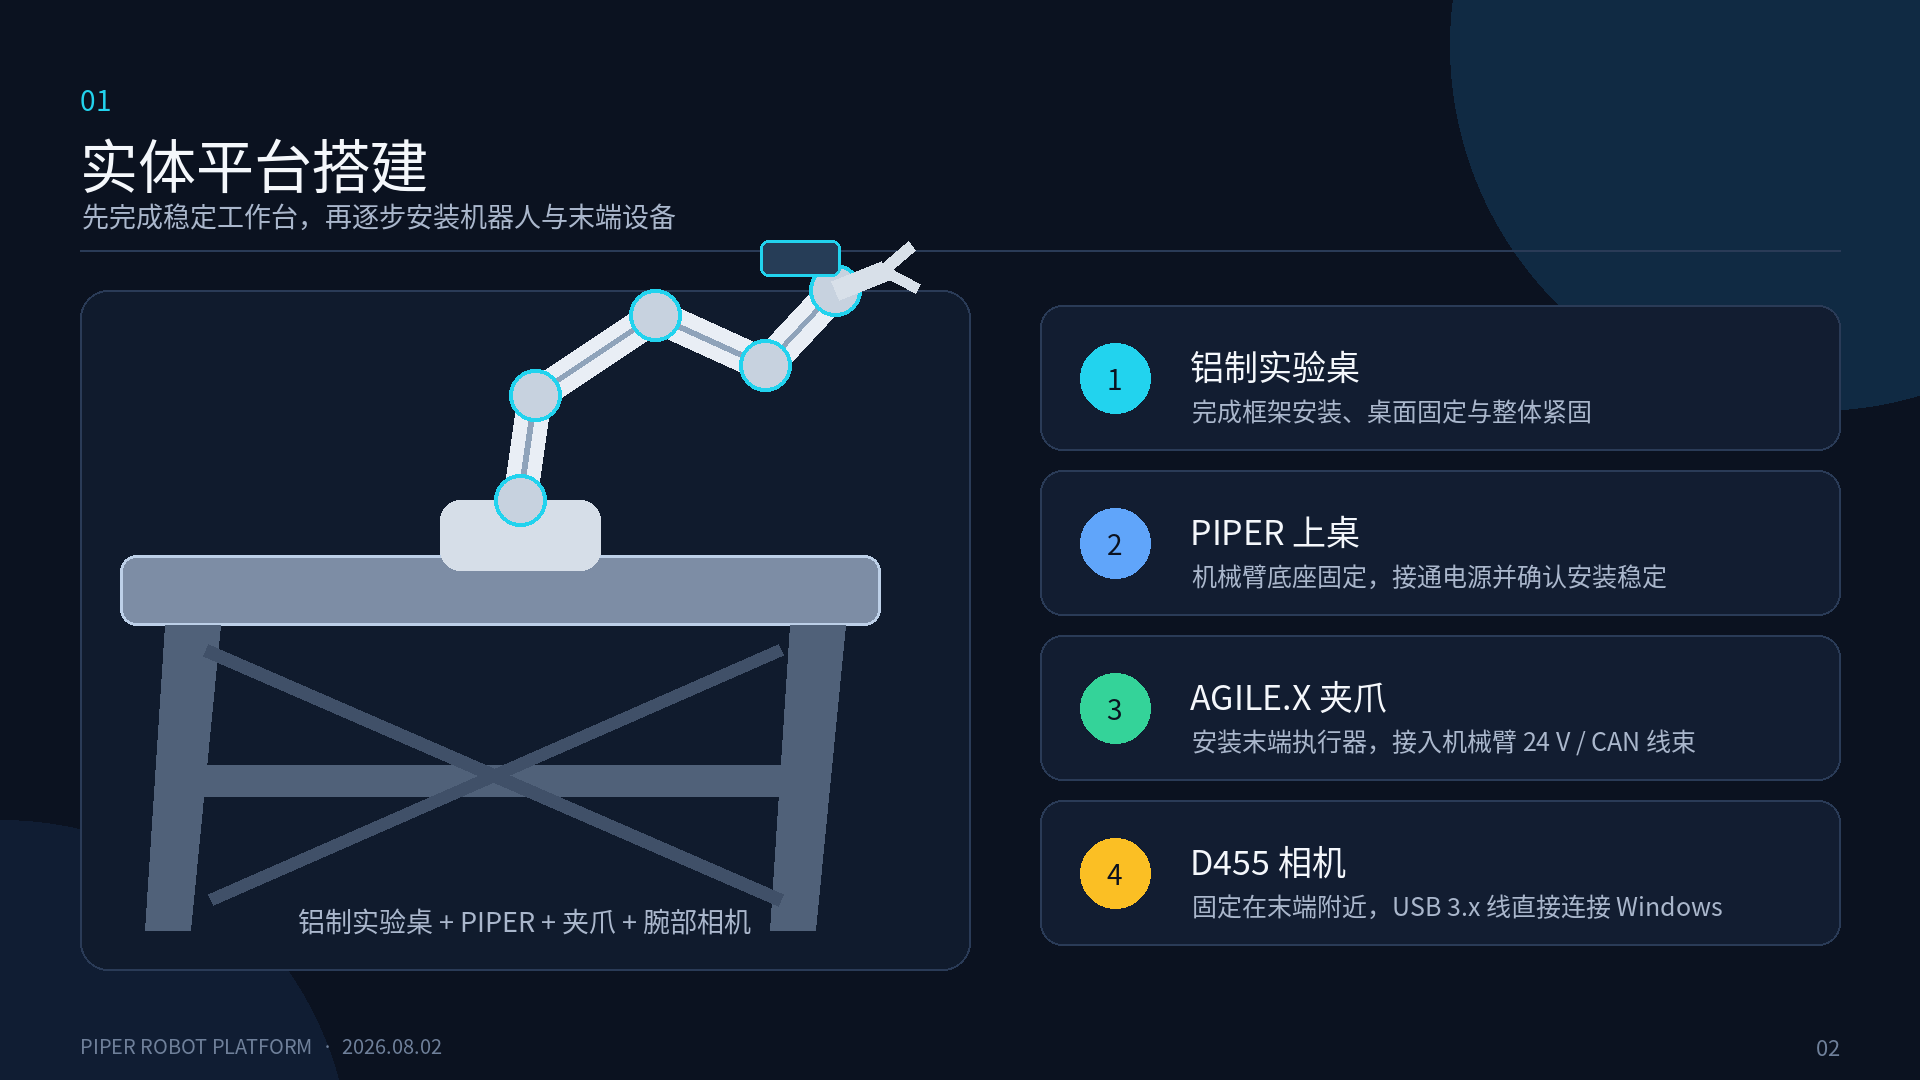 01
实体平台搭建
先完成稳定工作台，再逐步安装机器人与末端设备
铝制实验桌 + PIPER + 夹爪 + 腕部相机
1
铝制实验桌
完成框架安装、桌面固定与整体紧固
2
PIPER 上桌
机械臂底座固定，接通电源并确认安装稳定
3
AGILE.X 夹爪
安装末端执行器，接入机械臂 24 V / CAN 线束
4
D455 相机
固定在末端附近，USB 3.x 线直接连接 Windows
PIPER ROBOT PLATFORM · 2026.08.02
02